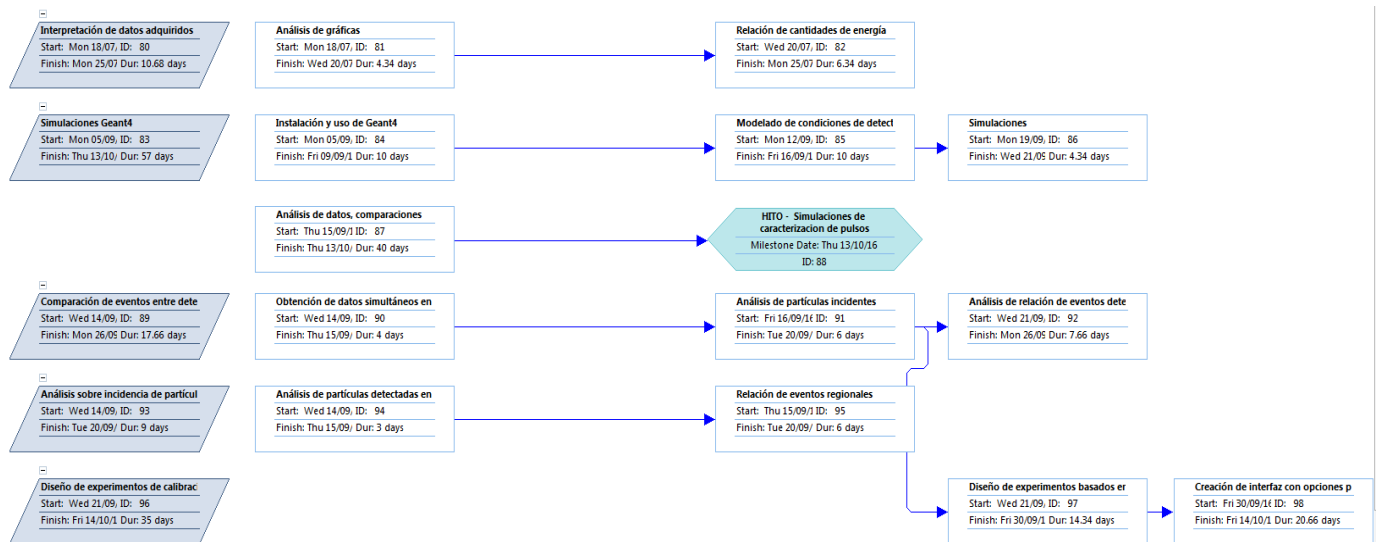 Interpretación de datos adquiridos
Start: Mon 18/07, ID: 80
Finish: Mon 25/07 Dur: 10.68 days
Análisis de gráficas
Start: Mon 18/07, ID: 81
Finish: Wed 20/07 Dur: 4.34 days
Relación de cantidades de energía
Start: Wed 20/07, ID: 82
Finish: Mon 25/07 Dur: 6.34 days
Simulaciones Geant4
Start: Mon 05/09, ID: 83
Finish: Thu 13/10/ Dur: 57 days
Instalación y uso de Geant4
Start: Mon 05/09, ID: 84
Finish: Fri 09/09/1 Dur: 10 days
Modelado de condiciones de detect
Start: Mon 12/09, ID: 85
Finish: Fri 16/09/1 Dur: 10 days
Simulaciones
Start: Mon 19/09, ID: 86
Finish: Wed 21/09 Dur: 4.34 days
Análisis de datos, comparaciones
Start: Thu 15/09/1 ID: 87
Finish: Thu 13/10/ Dur: 40 days
HITO - Simulaciones de
caracterizacion de pulsos
Milestone Date: Thu 13/10/16
ID: 88
Comparación de eventos entre dete
Start: Wed 14/09, ID: 89
Finish: Mon 26/09 Dur: 17.66 days
Obtención de datos simultáneos en
Start: Wed 14/09, ID: 90
Finish: Thu 15/09/ Dur: 4 days
Análisis de partículas incidentes
Start: Fri 16/09/16 ID: 91
Finish: Tue 20/09/ Dur: 6 days
Análisis de relación de eventos dete
Start: Wed 21/09, ID: 92
Finish: Mon 26/09 Dur: 7.66 days
Análisis sobre incidencia de partícul
Start: Wed 14/09, ID: 93
Finish: Tue 20/09/ Dur: 9 days
Análisis de partículas detectadas en
Start: Wed 14/09, ID: 94
Finish: Thu 15/09/ Dur: 3 days
Relación de eventos regionales
Start: Thu 15/09/1 ID: 95
Finish: Tue 20/09/ Dur: 6 days
Diseño de experimentos de calibrac
Start: Wed 21/09, ID: 96
Finish: Fri 14/10/1 Dur: 35 days
Diseño de experimentos basados en
Start: Wed 21/09, ID: 97
Finish: Fri 30/09/1 Dur: 14.34 days
Creación de interfaz con opciones p
Start: Fri 30/09/16 ID: 98
Finish: Fri 14/10/1 Dur: 20.66 days